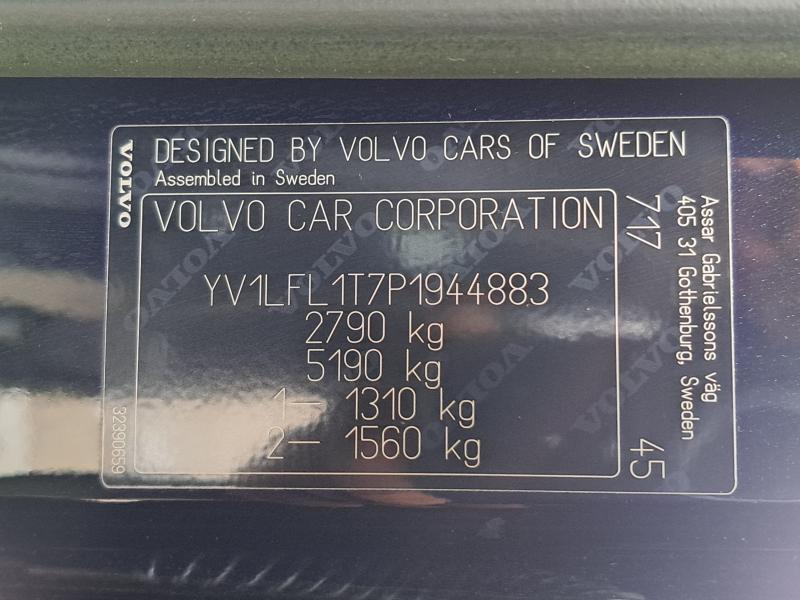 VOLVO
DESIGNED BY VOLVO CARS OF SWEDEN
Assembled in Sweden
VOLVO CAR CORPORATION
YV1LFL1T7P1944883
2790 kg
5190 kg
1– 1310 kg
2– 1560 kg
717
45
Assar Gabrielssons väg
405 31 Gothenburg, Sweden
32390659